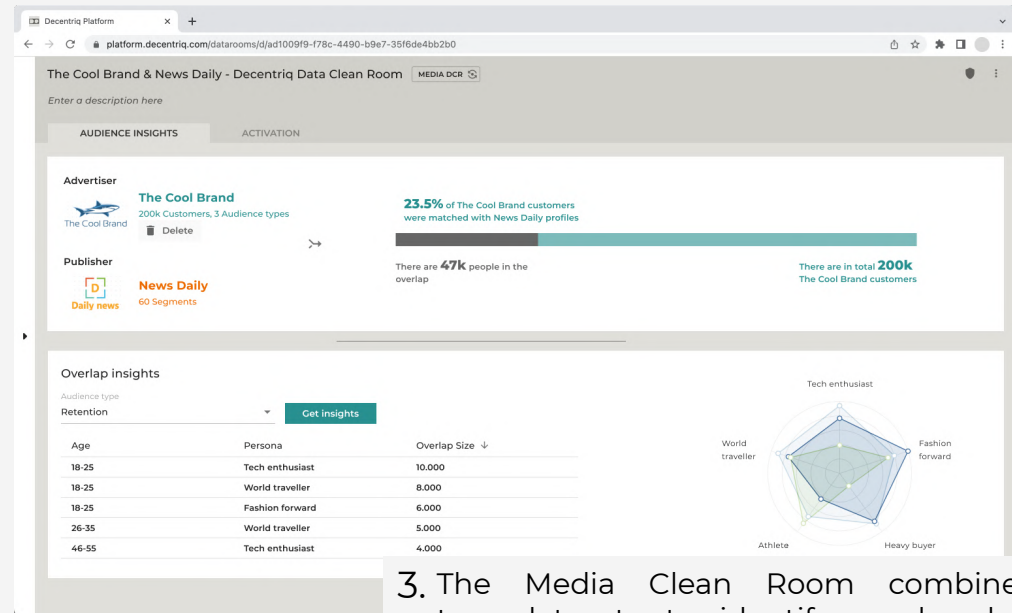 Decentriq Platform
platform.decentriq.com/datarooms/d/ad1009f9-f78c-4490-b9e7-35f6de4bb2b0
The Cool Brand & News Daily - Decentriq Data Clean Room MEDIA DCR
Enter a description here
AUDIENCE INSIGHTS ACTIVATION
Advertiser
The Cool Brand
The Cool Brand
200k Customers, 3 Audience types
Delete
Publisher
D
Daily news
News Daily
60 Segments
23.5% of The Cool Brand customers
were matched with News Daily profiles
There are 47k people in the
overlap
There are in total 200k
The Cool Brand customers
Overlap insights
Audience type
Retention
Get insights
Age Persona Overlap Size
18-25 Tech enthusiast 10.000
18-25 World traveller 8.000
18-25 Fashion forward 6.000
26-35 World traveller 5.000
46-55 Tech enthusiast 4.000
Tech enthusiast
World
traveller
Fashion
forward
Athlete
Heavy buyer
3. The Media Clean Room combine